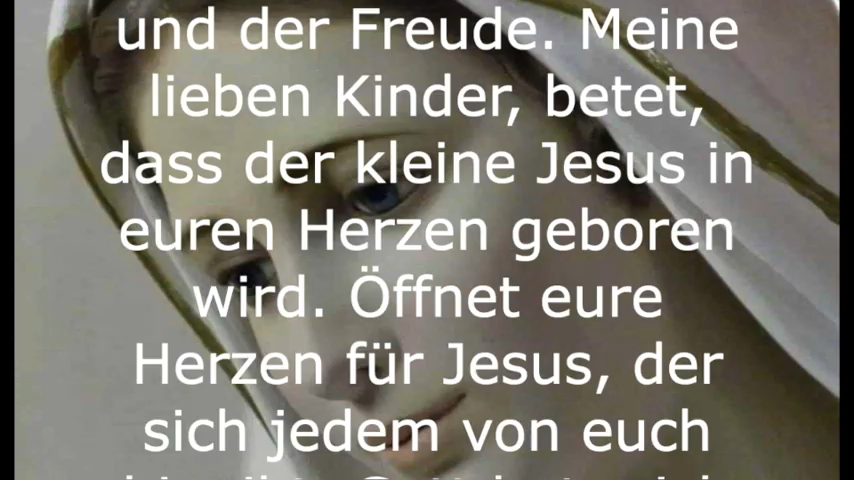 und der Freude. Meine
lieben Kinder, betet,
dass der kleine Jesus in
euren Herzen geboren
wird. Öffnet eure
Herzen für Jesus, der
sich jedem von euch